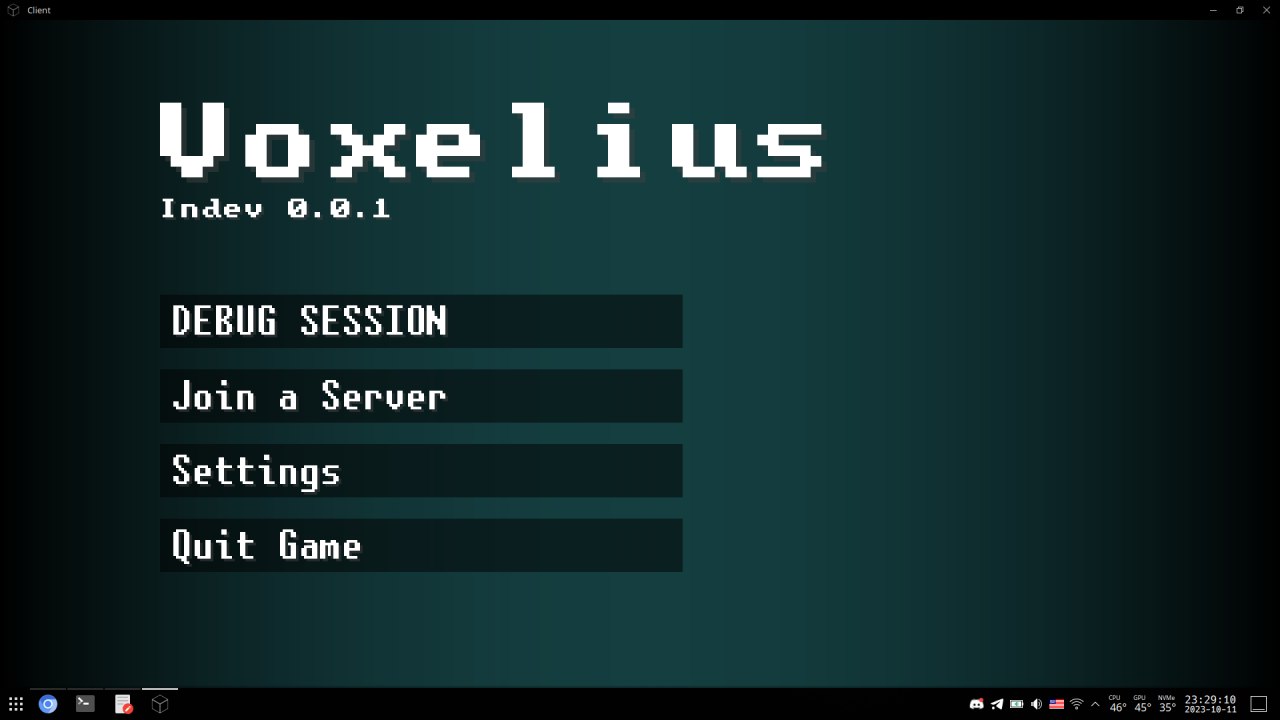 Client
Voxelius
Indev 0.0.1
DEBUG SESSION
Join a Server
Settings
Quit Game
CPU GPU NVMe
46° 45° 35°
23:29:10
2023-10-11